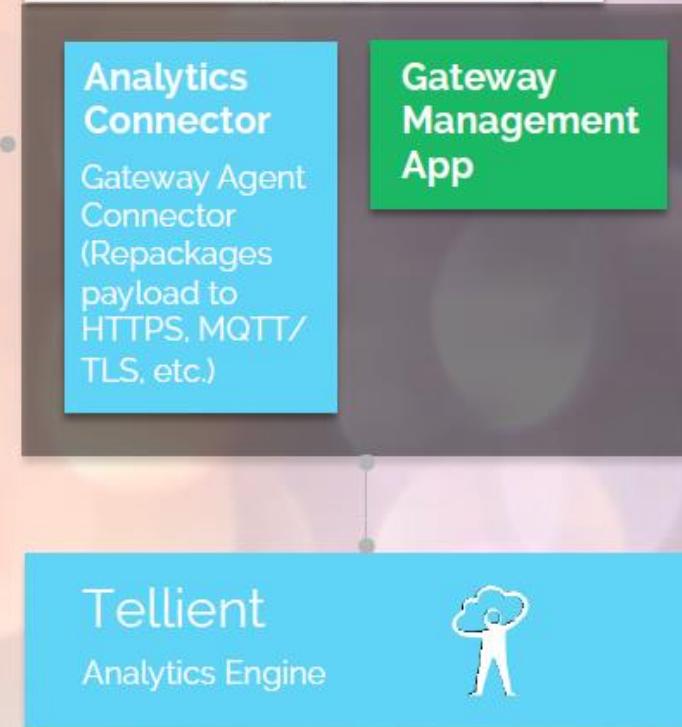 Analytics
Connector
Gateway Agent
Connector
(Repackages
payload to
HTTPS, MQTT/
TLS, etc.)
Gateway
Management
App
Tellient
Analytics Engine